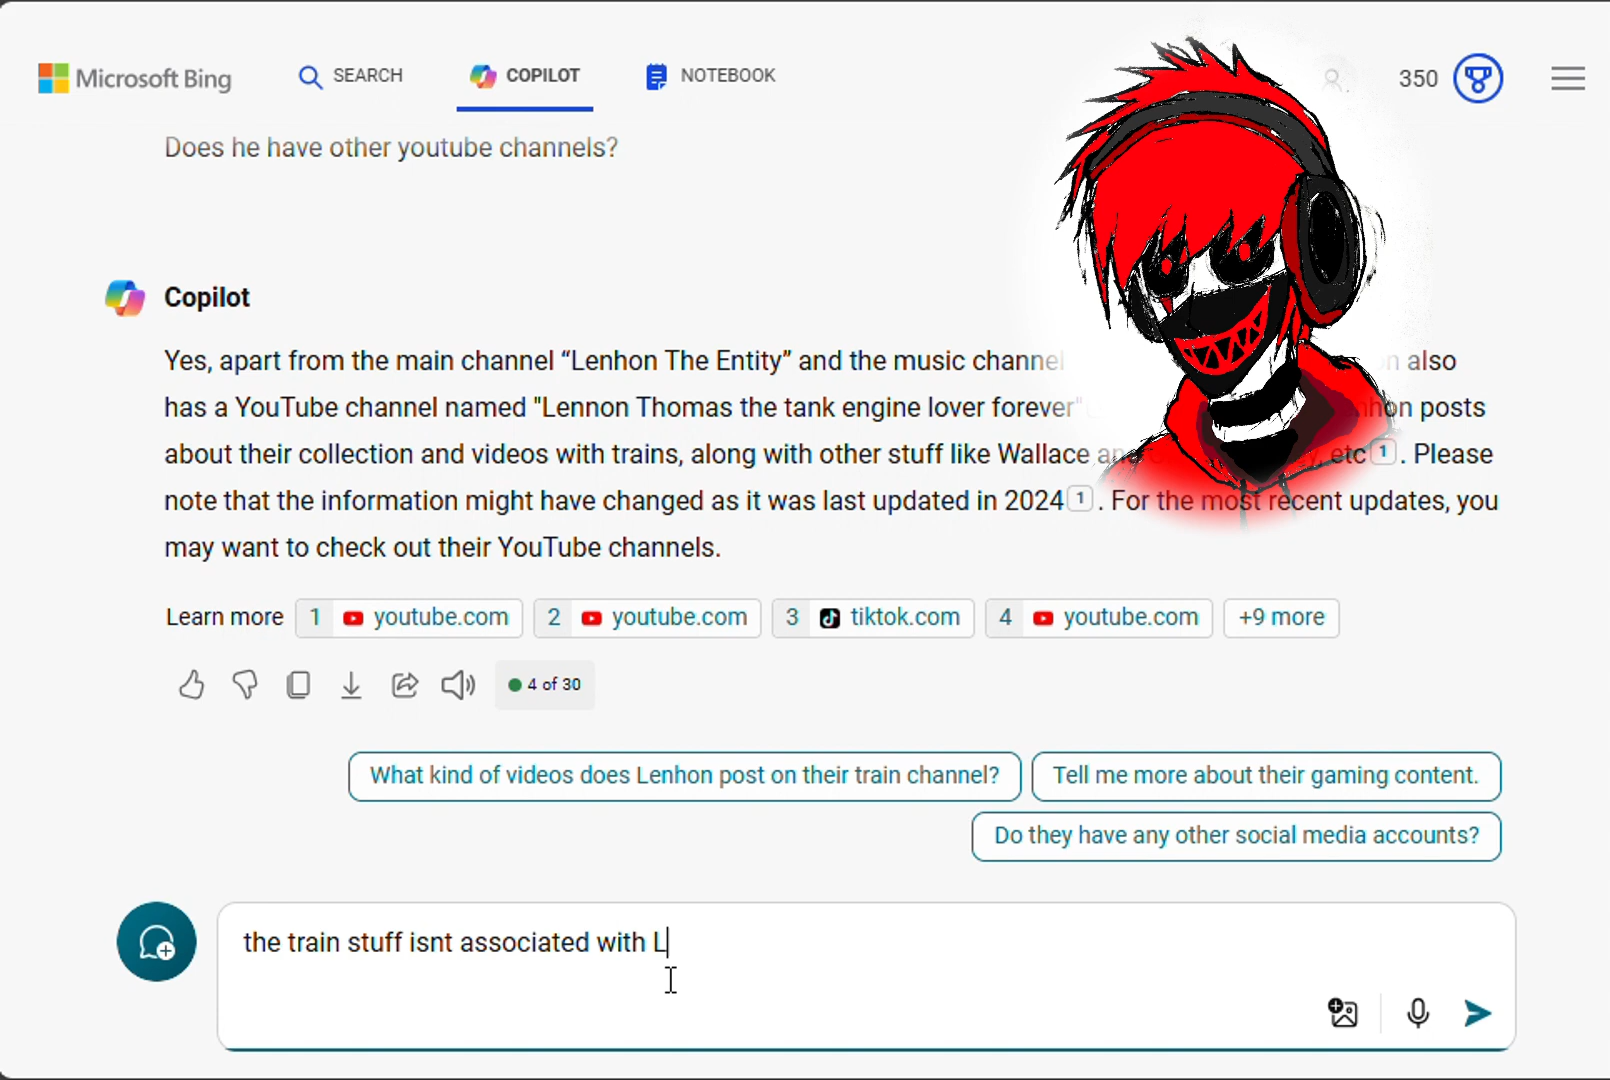 Microsoft Bing
SEARCH
COPILOT
NOTEBOOK
350
Does he have other youtube channels?
Copilot
Yes, apart from the main channel “Lenhon The Entity” and the music channel also
has a YouTube channel named "Lennon Thomas the tank engine lover forever" posts
about their collection and videos with trains, along with other stuff like Wallace etc 1. Please
note that the information might have changed as it was last updated in 2024 1. For the most recent updates, you
may want to check out their YouTube channels.
Learn more 1 youtube.com 2 youtube.com 3 tiktok.com 4 youtube.com +9 more
4 of 30
What kind of videos does Lenhon post on their train channel? Tell me more about their gaming content.
Do they have any other social media accounts?
the train stuff isnt associated with L